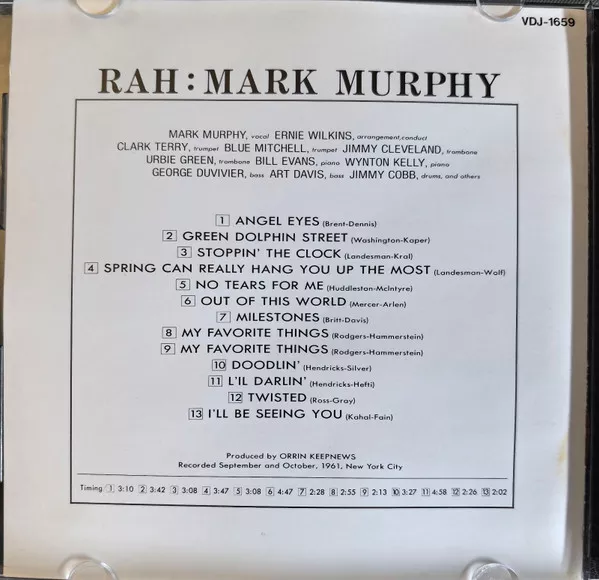 VDJ-1659
RAH : MARK MURPHY
MARK MURPHY, vocal ERNIE WILKINS, arrangement, conduct
CLARK TERRY, trumpet BLUE MITCHELL, trumpet JIMMY CLEVELAND, trombone
URBIE GREEN, trombone BILL EVANS, piano WYNTON KELLY, piano
GEORGE DUVIVIER, bass ART DAVIS, bass JIMMY COBB, drums, and others
1 ANGEL EYES (Brent-Dennis)
2 GREEN DOLPHIN STREET (Washington-Kaper)
3 STOPPIN' THE CLOCK (Landesman-Kral)
4 SPRING CAN REALLY HANG YOU UP THE MOST (Landesman-Wolf)
5 NO TEARS FOR ME (Huddleston-McIntyre)
6 OUT OF THIS WORLD (Mercer-Arlen)
7 MILESTONES (Britt-Davis)
8 MY FAVORITE THINGS (Rodgers-Hammerstein)
9 MY FAVORITE THINGS (Rodgers-Hammerstein)
10 DOODLIN' (Hendricks-Silver)
11 L'IL DARLIN' (Hendricks-Hefti)
12 TWISTED (Ross-Gray)
13 I'LL BE SEEING YOU (Kahal-Fain)
Produced by ORRIN KEEPNEWS
Recorded September and October, 1961, New York City
Timing 1 3:10 2 3:42 3 3:08 4 3:47 5 3:08 6 4:47 7 2:28 8 2:55 9 2:13 10 3:27 11 4:58 12 2:26 13 2:02